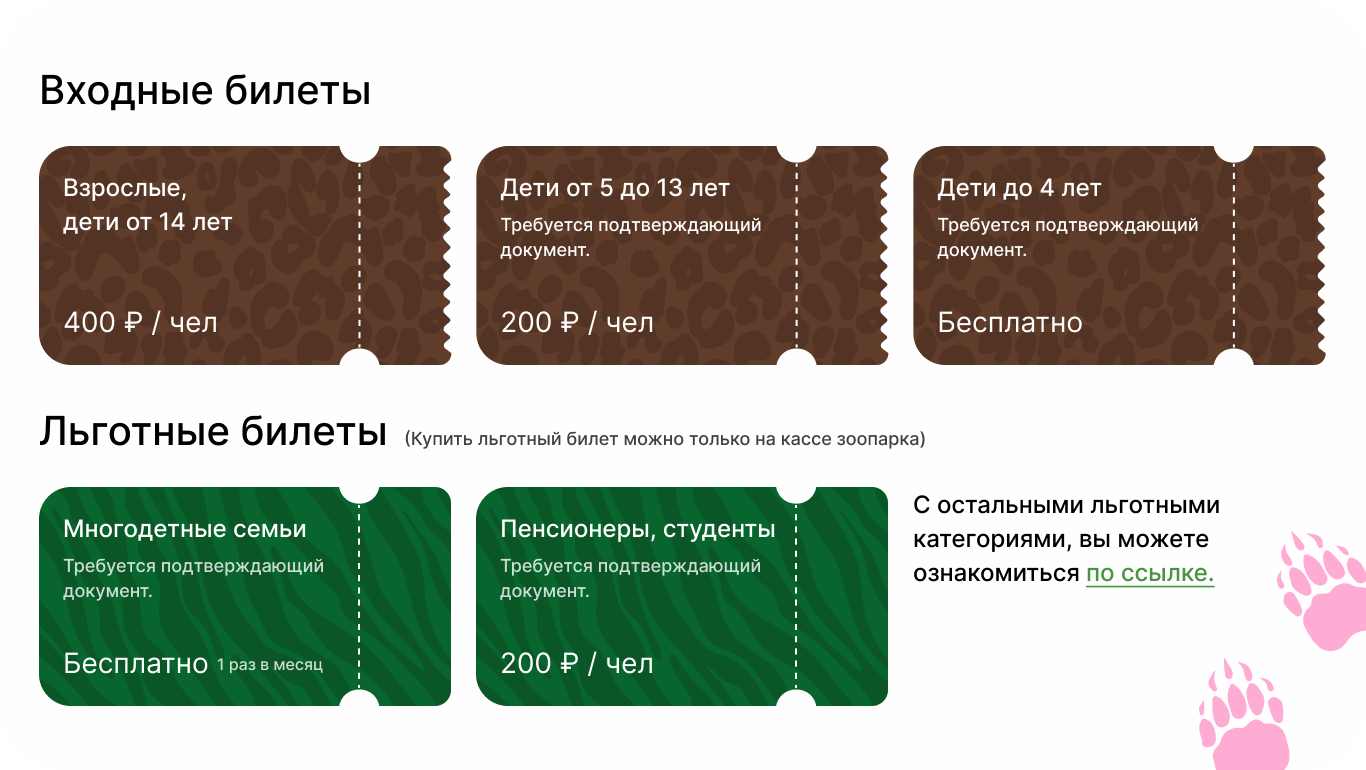 Входные билеты
Взрослые,
дети от 14 лет
400 ₽ / чел
Дети от 5 до 13 лет
Требуется подтверждающий
документ.
200 ₽ / чел
Дети до 4 лет
Требуется подтверждающий
документ.
Бесплатно
Льготные билеты (Купить льготный билет можно только на кассе зоопарка)
Многодетные семьи
Требуется подтверждающий
документ.
Бесплатно 1 раз в месяц
Пенсионеры, студенты
Требуется подтверждающий
документ.
200 ₽ / чел
С остальными льготными
категориями, вы можете
ознакомиться по ссылке.